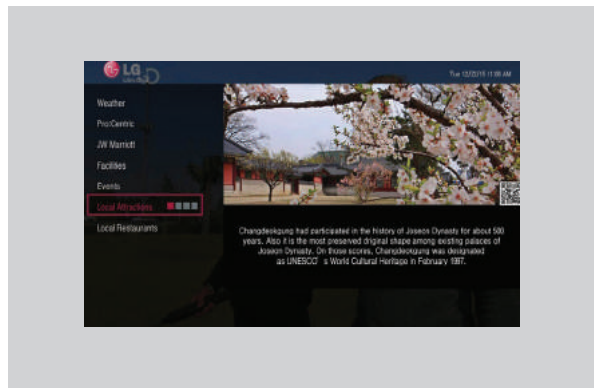 LG
Tue 12/2015 11:00 AM
Weather
Pro:Centric
JW Marriott
Facilities
Events
Local Attractions
Local Restaurants
Changdeokgung had participated in the history of Joseon Dynasty for about 500
years. Also it is the most preserved original shape among existing palaces of
Joseon Dynasty. On those scores, Changdeokgung was designated
as UNESCO's World Cultural Heritage in February 1997.